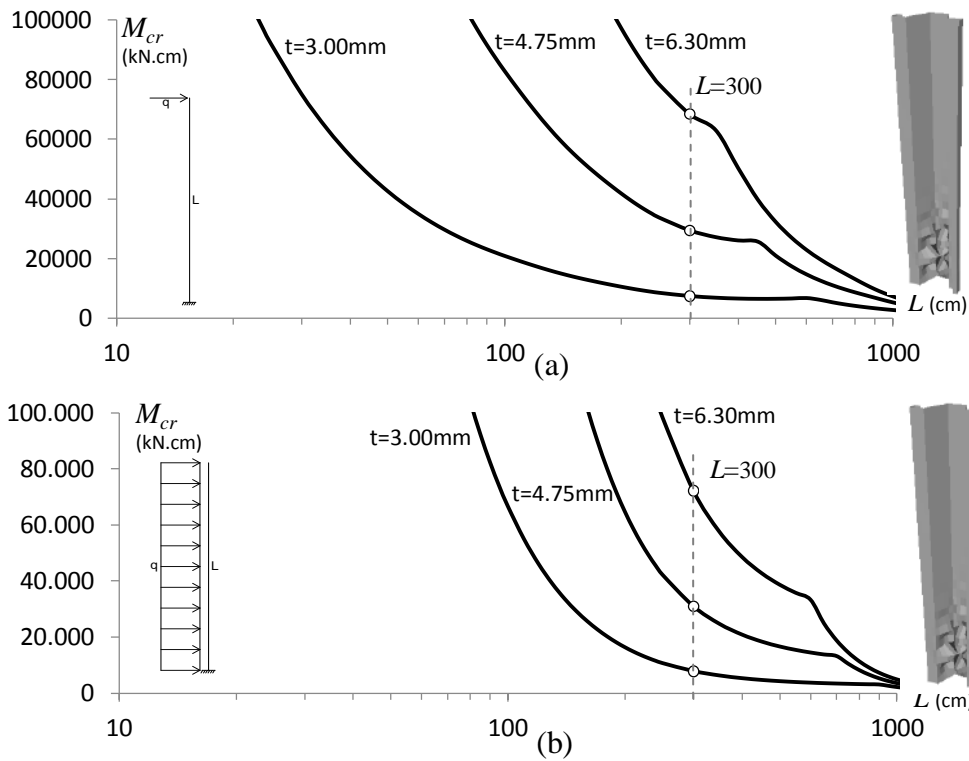 100000
80000
60000
40000
20000
0
M_cr
(kN.cm)
q
L
t=3.00mm
t=4.75mm
t=6.30mm
L=300
10
100
1000
L (cm)
(a)
100.000
80.000
60.000
40.000
20.000
0
M_cr
(kN.cm)
q
L
t=3.00mm
t=4.75mm
t=6.30mm
L=300
10
100
1000
L (cm)
(b)